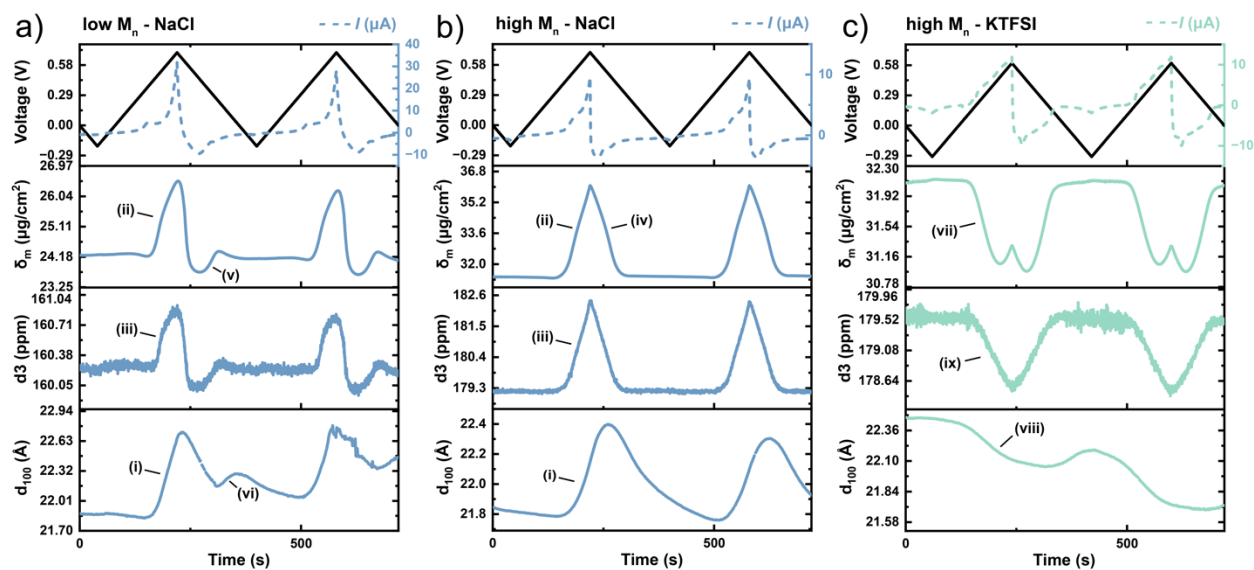 a) low Mn - NaCl
I (µA)
Voltage (V)
0.58
0.29
0.00
−0.29
40
30
20
10
0
−10
δm (µg/cm²)
26.97
26.04
25.11
24.18
23.25
(ii)
(v)
d3 (ppm)
161.04
160.71
160.38
160.05
(iii)
d100 (Å)
22.94
22.63
22.32
22.01
21.70
(i)
(vi)
0
500
Time (s)
b) high Mn - NaCl
I (µA)
Voltage (V)
0.58
0.29
0.00
−0.29
10
0
δm (µg/cm²)
36.8
35.2
33.6
32.0
(ii)
(iv)
d3 (ppm)
182.6
181.5
180.4
179.3
(iii)
d100 (Å)
22.4
22.2
22.0
21.8
(i)
0
500
Time (s)
c) high Mn - KTFSI
I (µA)
Voltage (V)
0.58
0.29
0.00
−0.29
10
0
−10
δm (µg/cm²)
32.30
31.92
31.54
31.16
30.78
(vii)
d3 (ppm)
179.96
179.52
179.08
178.64
(ix)
d100 (Å)
22.36
22.10
21.84
21.58
(viii)
0
500
Time (s)